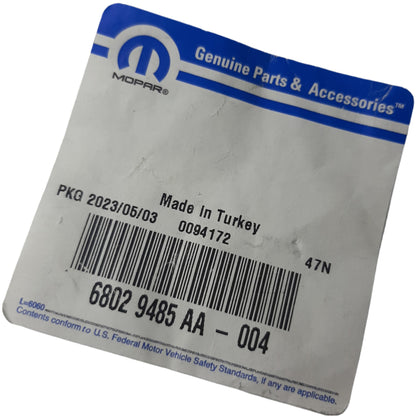 MOPAR®
Genuine Parts & Accessories™
PKG 2023/05/03
Made In Turkey
0094172
47N
6802 9485 AA - 004
L=6060
Contents conform to U.S. Federal Motor Vehicle Safety Standards, if any are applicable.